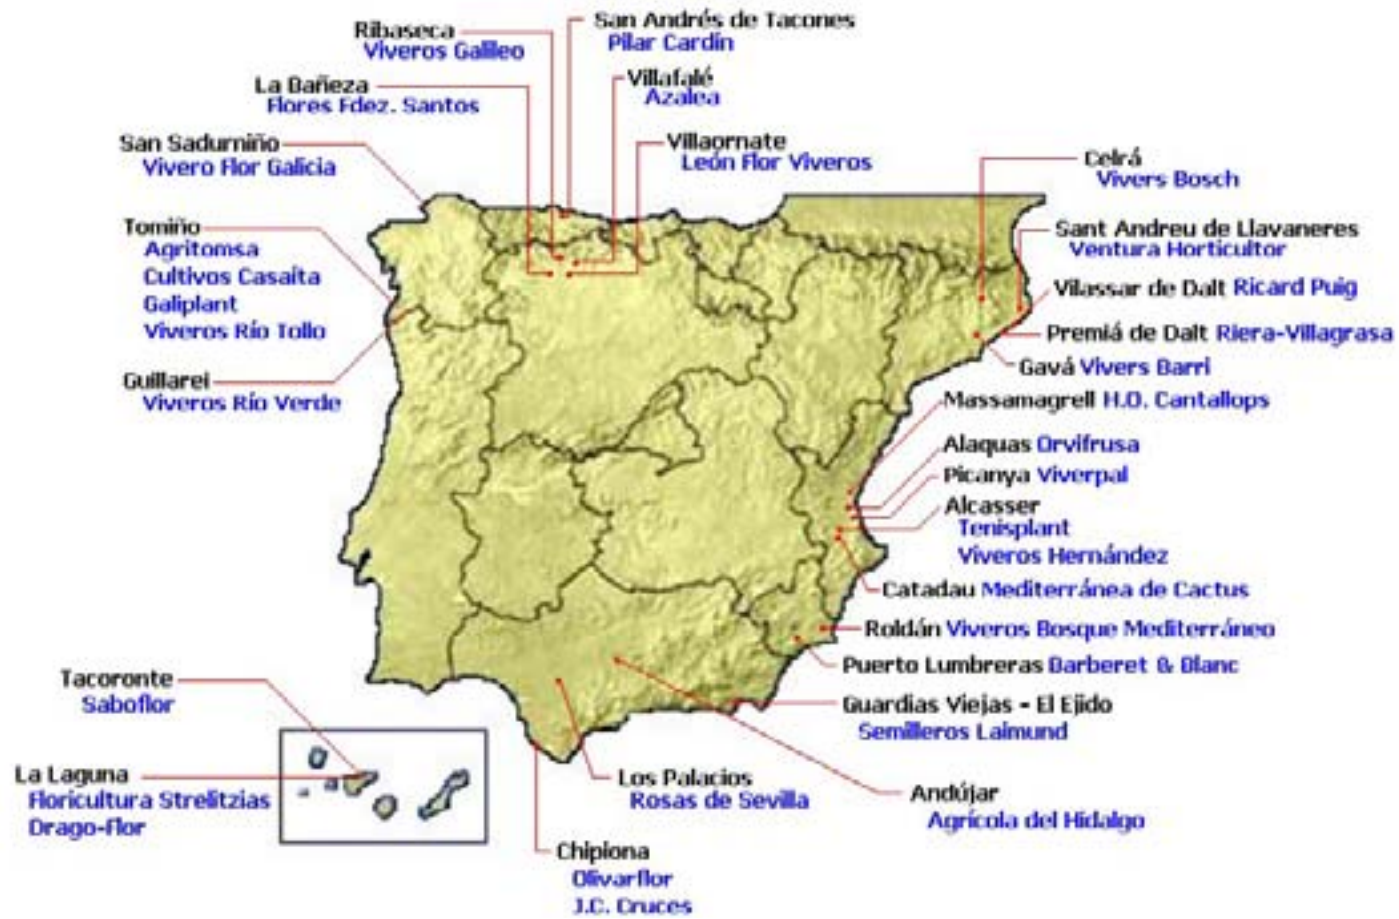 San Andrés de Tacones
Pilar Cardín
Ribaseca
Viveros Galileo
Villafalé
Azalea
La Bañeza
Flores Fdez. Santos
Villaornate
León Flor Viveros
San Sadurniño
Vivero Flor Galicia
Celrá
Vivers Bosch
Tomiño
Agritomsa
Cultivos Casaita
Galiplant
Viveros Río Tollo
Sant Andreu de Llavaneres
Ventura Horticultor
Vilassar de Dalt Ricard Puig
Premiá de Dalt Riera-Villagrasa
Gavá Vivers Barri
Guillarei
Viveros Río Verde
Massamagrell H.O. Cantallops
Alaquas Orvifrusa
Picanya Viverpal
Alcasser
Tenisplant
Viveros Hernández
Catadau Mediterránea de Cactus
Roldán Viveros Bosque Mediterráneo
Puerto Lumbreras Barberet & Blanc
Guardias Viejas - El Ejido
Semilleros Laimund
Tacoronte
Saboflor
La Laguna
Floricultura Strelitzias
Drago-flor
Los Palacios
Rosas de Sevilla
Andújar
Agrícola del Hidalgo
Chipiona
Olivarflor
J.C. Cruces